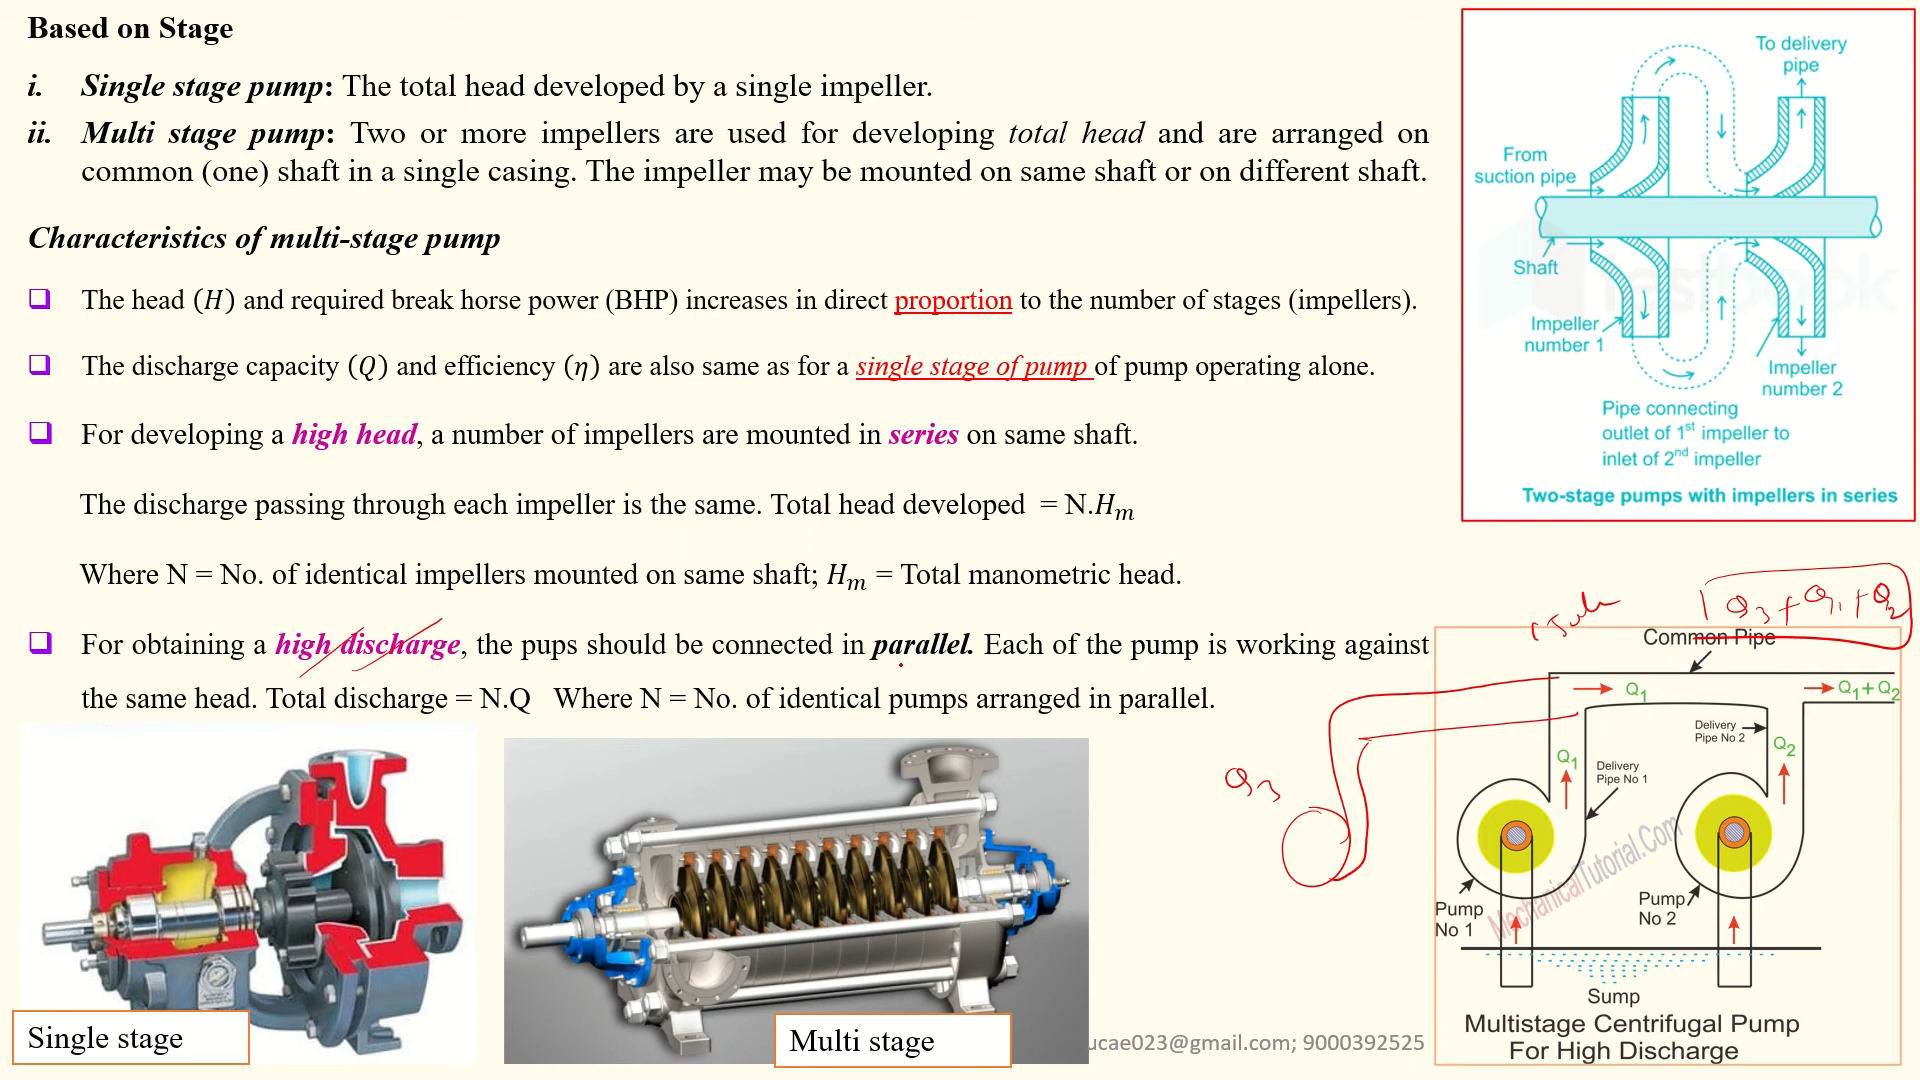 Based on Stage
i. Single stage pump: The total head developed by a single impeller.
ii. Multi stage pump: Two or more impellers are used for developing total head and are arranged on
common (one) shaft in a single casing. The impeller may be mounted on same shaft or on different shaft.
Characteristics of multi-stage pump
❑ The head (H) and required break horse power (BHP) increases in direct proportion to the number of stages (impellers).
❑ The discharge capacity (Q) and efficiency (η) are also same as for a single stage of pump of pump operating alone.
❑ For developing a high head, a number of impellers are mounted in series on same shaft.
The discharge passing through each impeller is the same. Total head developed = N.Hₘ
Where N = No. of identical impellers mounted on same shaft; Hₘ = Total manometric head.
❑ For obtaining a high discharge, the pups should be connected in parallel. Each of the pump is working against
the same head. Total discharge = N.Q Where N = No. of identical pumps arranged in parallel.
To delivery
pipe
From
suction pipe
Shaft
Impeller
number 1
Impeller
number 2
Pipe connecting
outlet of 1st impeller to
inlet of 2nd impeller
Two-stage pumps with impellers in series
Q3 + Q1 + Q2
Common Pipe
Q1
Q1+Q2
Delivery
Pipe No 2
Q2
Q1
Delivery
Pipe No 1
Q3
MechanicalTutorial.Com
Pump
No 1
Pump
No 2
Sump
Multistage Centrifugal Pump
For High Discharge
Single stage
Multi stage
ucae023@gmail.com; 9000392525